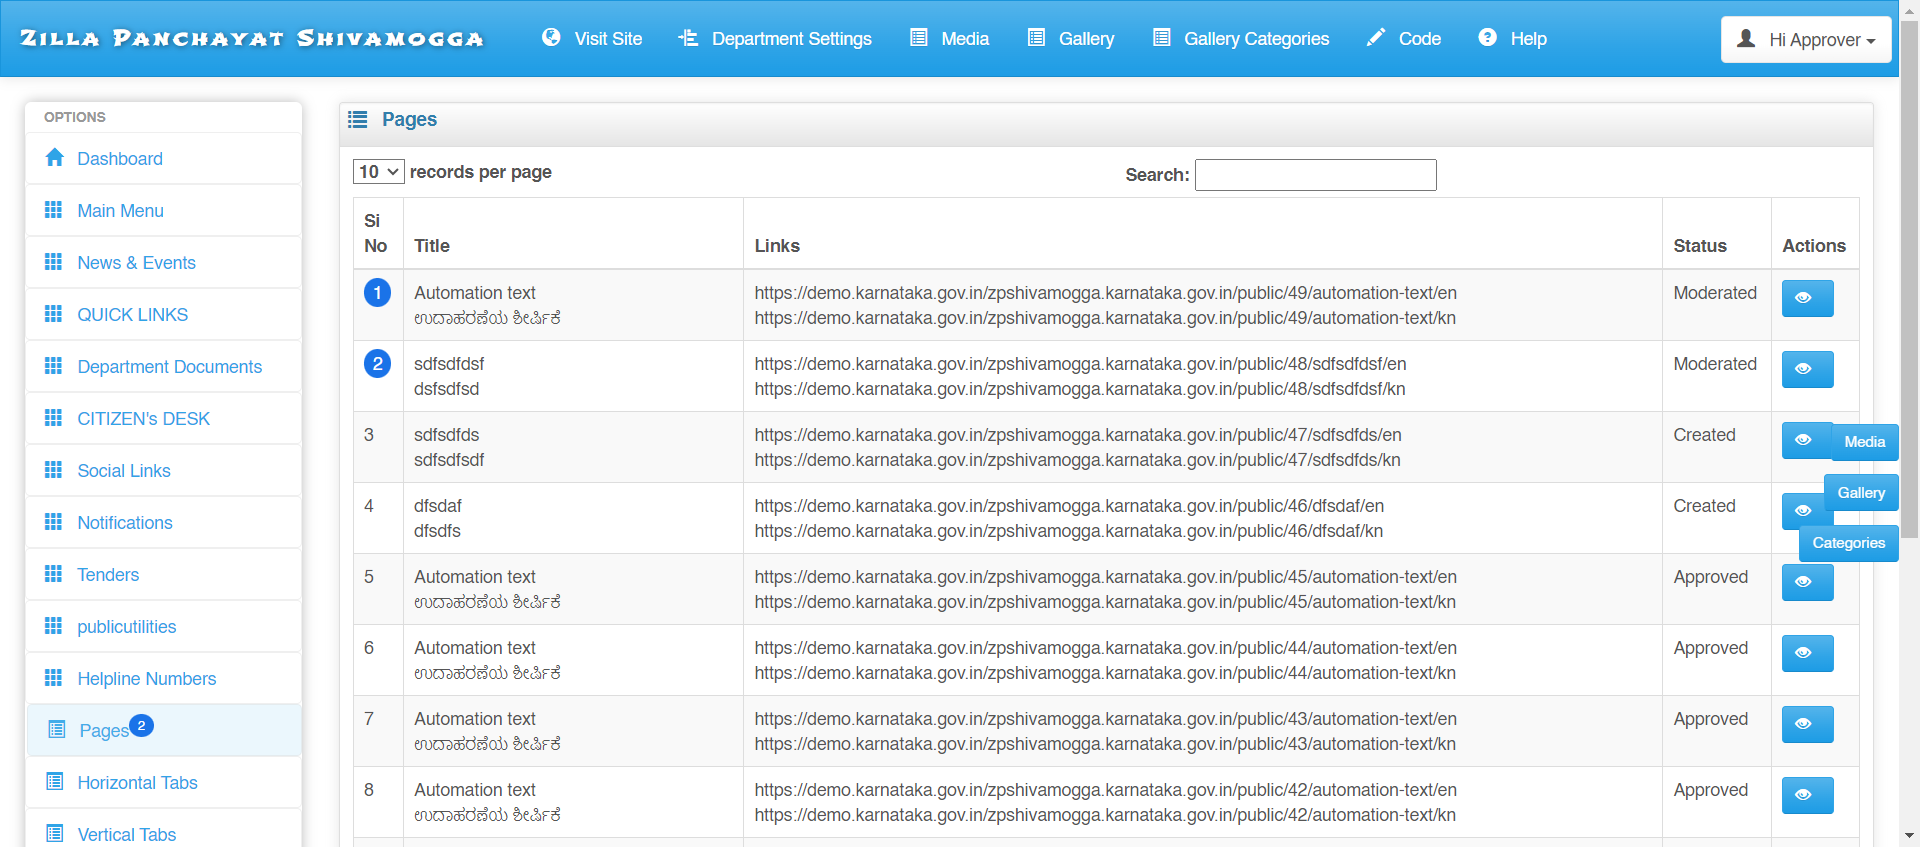 Zilla Panchayat Shivamogga
Visit Site
Department Settings
Media
Gallery
Gallery Categories
Code
Help
Hi Approver
OPTIONS
Dashboard
Main Menu
News & Events
QUICK LINKS
Department Documents
CITIZEN's DESK
Social Links
Notifications
Tenders
publicutilities
Helpline Numbers
Pages 2
Horizontal Tabs
Vertical Tabs
Pages
10 records per page
Search:
Si No Title Links Status Actions
1 Automation text https://demo.karnataka.gov.in/zpshivamogga.karnataka.gov.in/public/49/automation-text/en Moderated
ಉದಾಹರಣೆಯ ಶೀರ್ಷಿಕೆ https://demo.karnataka.gov.in/zpshivamogga.karnataka.gov.in/public/49/automation-text/kn
2 sdfsdfdsf https://demo.karnataka.gov.in/zpshivamogga.karnataka.gov.in/public/48/sdfsdfdsf/en Moderated
dsfsdfsd https://demo.karnataka.gov.in/zpshivamogga.karnataka.gov.in/public/48/sdfsdfdsf/kn
3 sdfsdfds https://demo.karnataka.gov.in/zpshivamogga.karnataka.gov.in/public/47/sdfsdfds/en Created
sdfsdfsdf https://demo.karnataka.gov.in/zpshivamogga.karnataka.gov.in/public/47/sdfsdfds/kn
4 dfsdaf https://demo.karnataka.gov.in/zpshivamogga.karnataka.gov.in/public/46/dfsdaf/en Created
dfsdfs https://demo.karnataka.gov.in/zpshivamogga.karnataka.gov.in/public/46/dfsdaf/kn
5 Automation text https://demo.karnataka.gov.in/zpshivamogga.karnataka.gov.in/public/45/automation-text/en Approved
ಉದಾಹರಣೆಯ ಶೀರ್ಷಿಕೆ https://demo.karnataka.gov.in/zpshivamogga.karnataka.gov.in/public/45/automation-text/kn
6 Automation text https://demo.karnataka.gov.in/zpshivamogga.karnataka.gov.in/public/44/automation-text/en Approved
ಉದಾಹರಣೆಯ ಶೀರ್ಷಿಕೆ https://demo.karnataka.gov.in/zpshivamogga.karnataka.gov.in/public/44/automation-text/kn
7 Automation text https://demo.karnataka.gov.in/zpshivamogga.karnataka.gov.in/public/43/automation-text/en Approved
ಉದಾಹರಣೆಯ ಶೀರ್ಷಿಕೆ https://demo.karnataka.gov.in/zpshivamogga.karnataka.gov.in/public/43/automation-text/kn
8 Automation text https://demo.karnataka.gov.in/zpshivamogga.karnataka.gov.in/public/42/automation-text/en Approved
ಉದಾಹರಣೆಯ ಶೀರ್ಷಿಕೆ https://demo.karnataka.gov.in/zpshivamogga.karnataka.gov.in/public/42/automation-text/kn
Media
Gallery
Categories